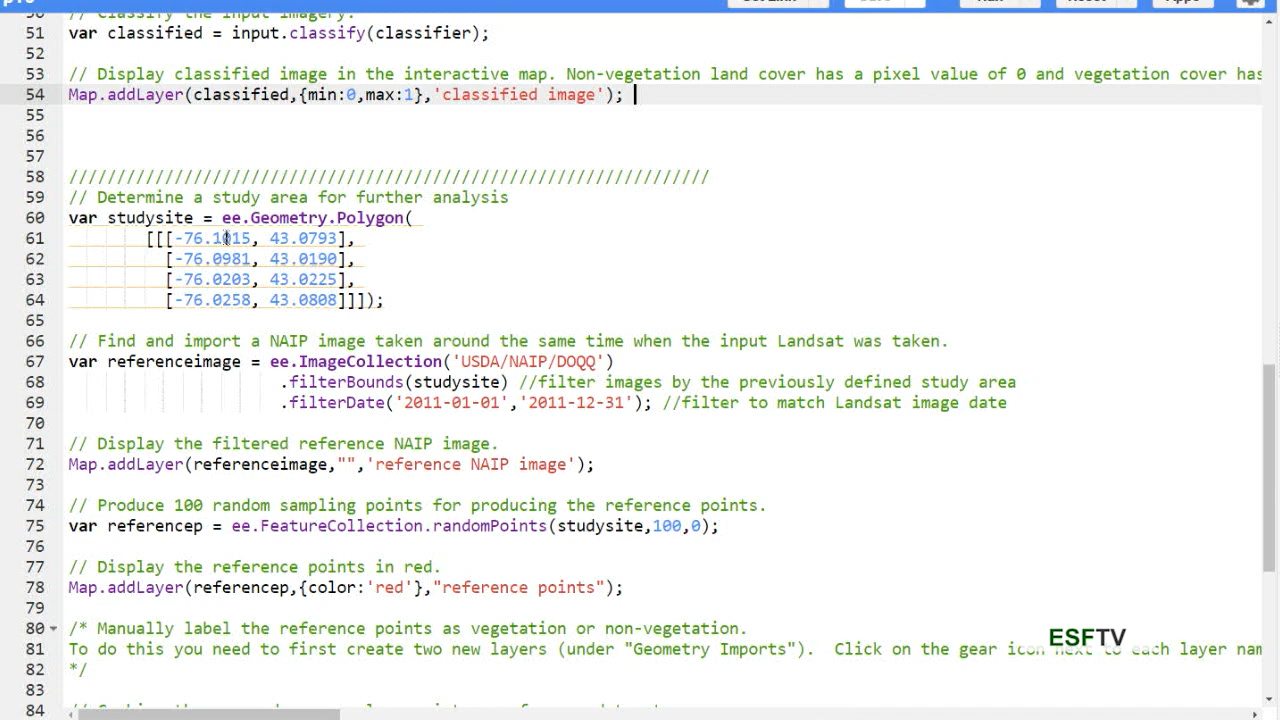 // Classify the input imagery.
51 var classified = input.classify(classifier);
52
53 // Display classified image in the interactive map. Non-vegetation land cover has a pixel value of 0 and vegetation cover has
54 Map.addLayer(classified,{min:0,max:1},'classified image');
55
56
57
58 ///////////////////////////////////////////////////////////////////
59 // Determine a study area for further analysis
60 var studysite = ee.Geometry.Polygon(
61 [[[-76.1015, 43.0793],
62 [-76.0981, 43.0190],
63 [-76.0203, 43.0225],
64 [-76.0258, 43.0808]]]);
65
66 // Find and import a NAIP image taken around the same time when the input Landsat was taken.
67 var referenceimage = ee.ImageCollection('USDA/NAIP/DOQQ')
68 .filterBounds(studysite) //filter images by the previously defined study area
69 .filterDate('2011-01-01','2011-12-31'); //filter to match Landsat image date
70
71 // Display the filtered reference NAIP image.
72 Map.addLayer(referenceimage,"",'reference NAIP image');
73
74 // Produce 100 random sampling points for producing the reference points.
75 var referencep = ee.FeatureCollection.randomPoints(studysite,100,0);
76
77 // Display the reference points in red.
78 Map.addLayer(referencep,{color:'red'},"reference points");
79
80 /* Manually label the reference points as vegetation or non-vegetation.
81 To do this you need to first create two new layers (under "Geometry Imports"). Click on the gear icon next to each layer nam
82 */
83
84
ESFTV